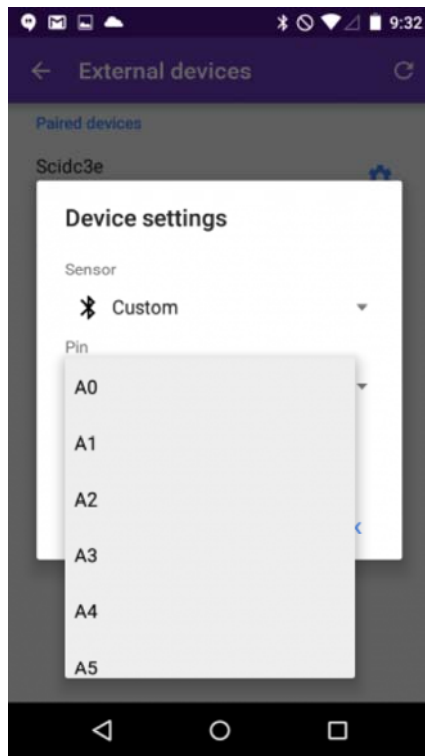 9:32
External devices
Paired devices
Scidc3e
Device settings
Sensor
Custom
Pin
A0
A1
A2
A3
A4
A5